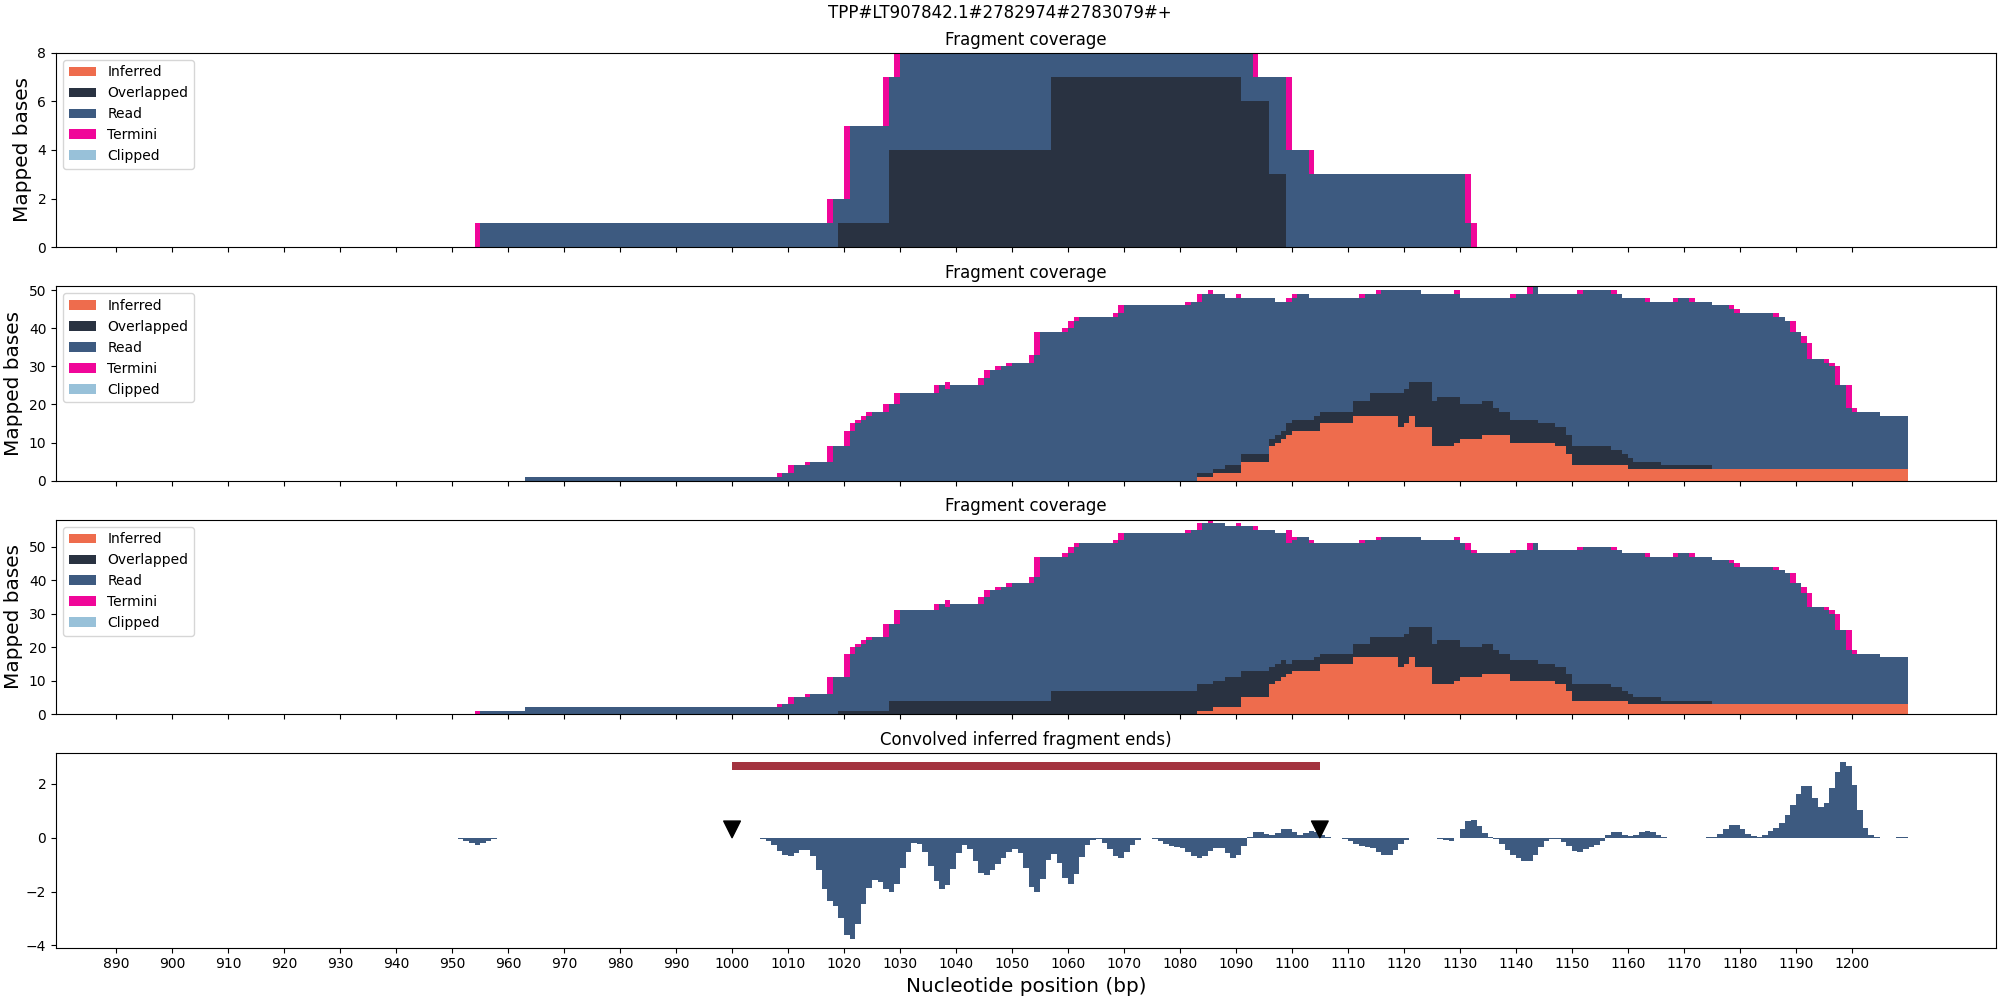 TPP#LT907842.1#2782974#2783079#+
Fragment coverage
Mapped bases
8
6
4
2
0
Inferred
Overlapped
Read
Termini
Clipped
Fragment coverage
Mapped bases
50
40
30
20
10
0
Inferred
Overlapped
Read
Termini
Clipped
Fragment coverage
Mapped bases
50
40
30
20
10
0
Inferred
Overlapped
Read
Termini
Clipped
Convolved inferred fragment ends)
2
0
−2
−4
890 900 910 920 930 940 950 960 970 980 990 1000 1010 1020 1030 1040 1050 1060 1070 1080 1090 1100 1110 1120 1130 1140 1150 1160 1170 1180 1190 1200
Nucleotide position (bp)